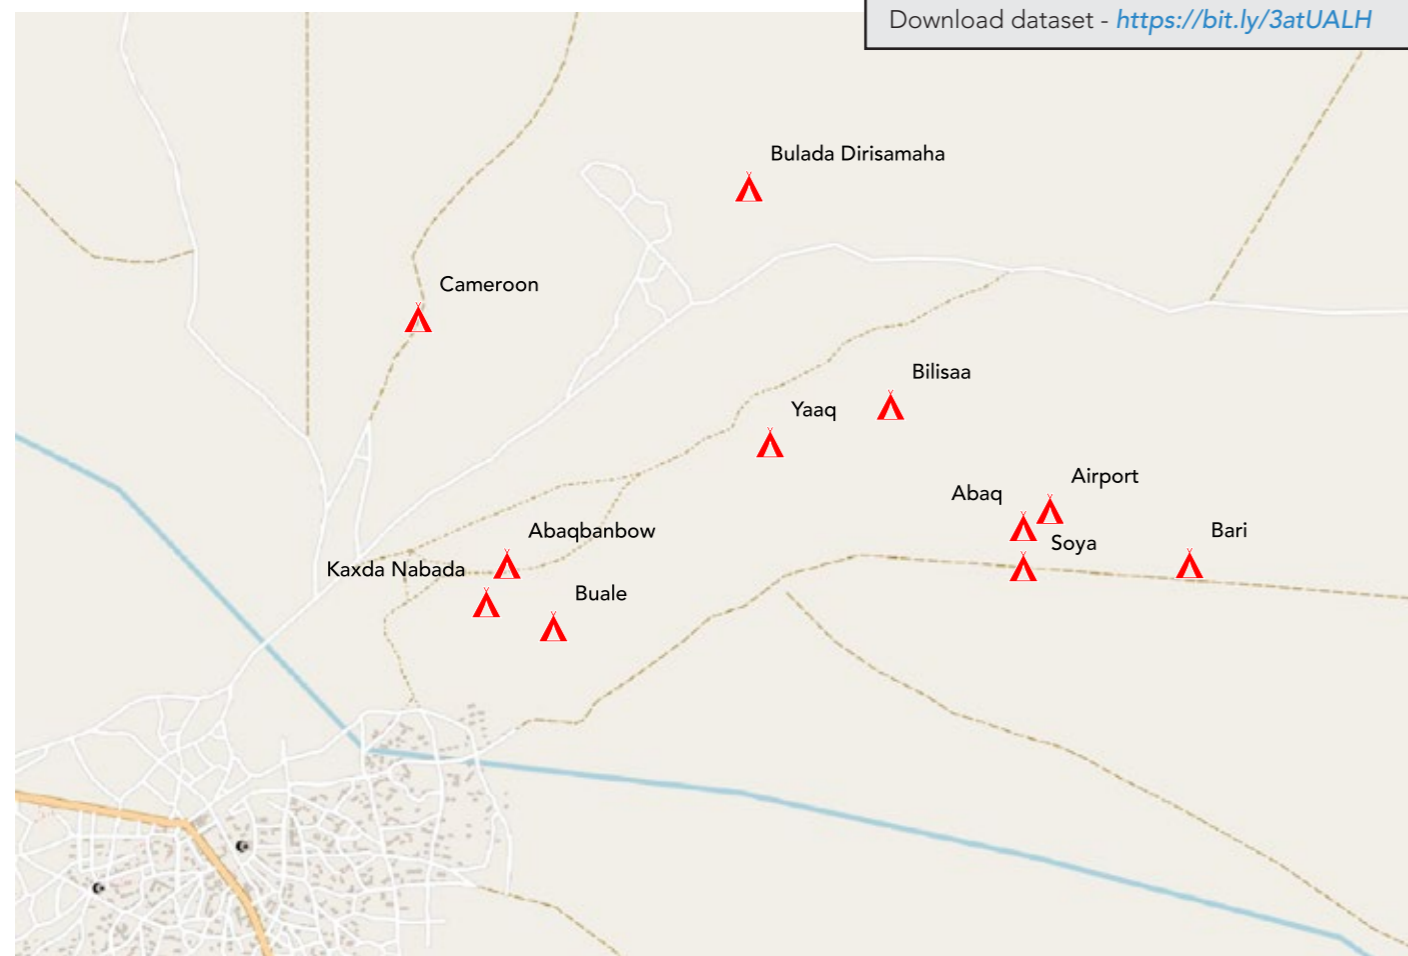 Download dataset - https://bit.ly/3atUALH
Bulada Dirisamaha
Cameroon
Bilisaa
Yaaq
Airport
Abaq
Bari
Abaqbanbow
Soya
Kaxda Nabada
Buale